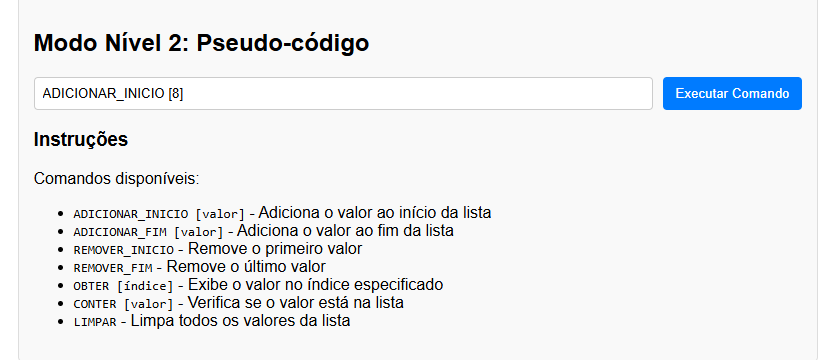 Modo Nível 2: Pseudo-código
ADICIONAR_INICIO [8]
Executar Comando
Instruções
Comandos disponíveis:
• ADICIONAR_INICIO [valor] - Adiciona o valor ao início da lista
• ADICIONAR_FIM [valor] - Adiciona o valor ao fim da lista
• REMOVER_INICIO - Remove o primeiro valor
• REMOVER_FIM - Remove o último valor
• OBTER [índice] - Exibe o valor no índice especificado
• CONTER [valor] - Verifica se o valor está na lista
• LIMPAR - Limpa todos os valores da lista